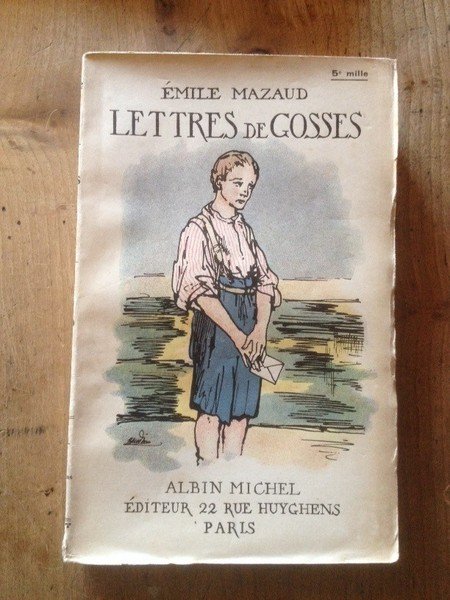 5e mille
ÉMILE MAZAUD
LETTRES DE GOSSES
ALBIN MICHEL
ÉDITEUR 22 RUE HUYGHENS
PARIS